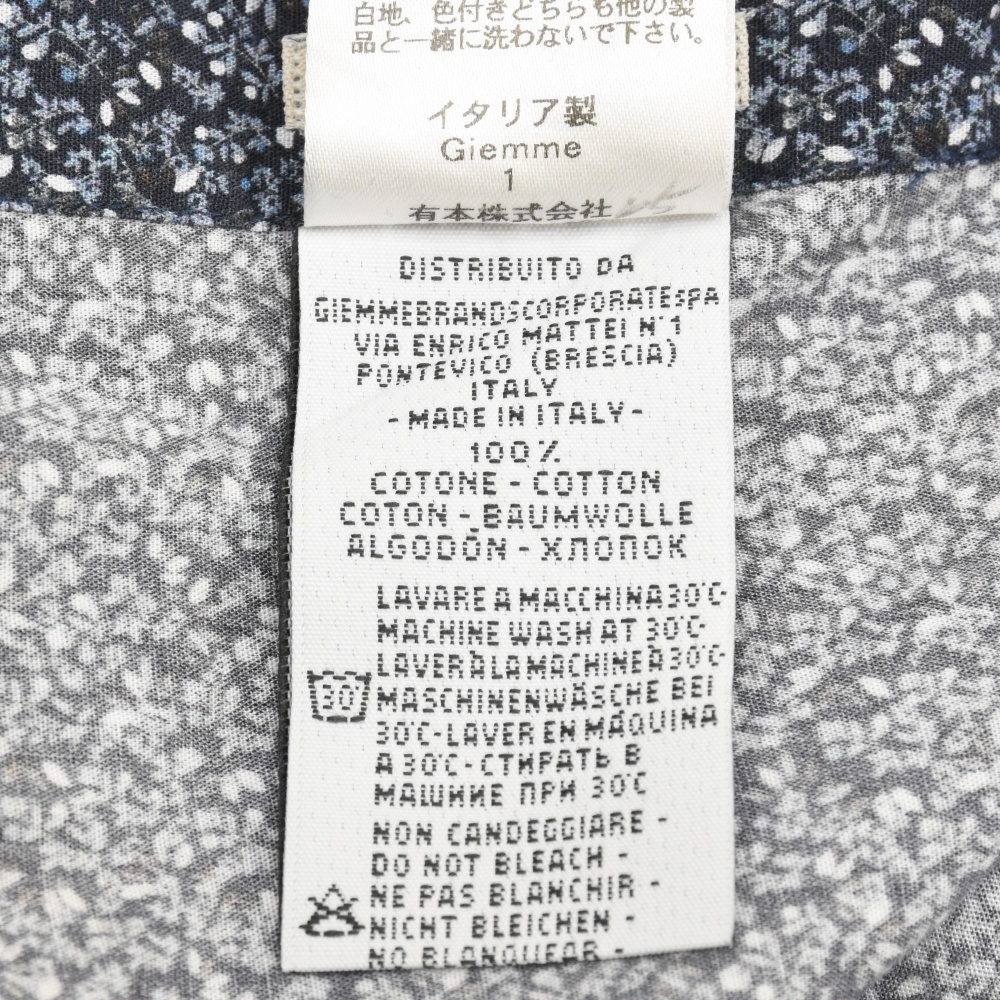 白地、色付きどちらも他の製
品と一緒に洗わないで下さい。
イタリア製
Giemme
1
有本株式会社
DISTRIBUITO DA
GIEMMEBRANDSCORPORATESPA
VIA ENRICO MATTEI N°1
PONTEVICO (BRESCIA)
ITALY
- MADE IN ITALY -
100%
COTONE - COTTON
COTON - BAUMWOLLE
ALGODÓN - ХЛОПОК
LAVARE A MACCHINA 30°C-
MACHINE WASH AT 30°C-
LAVER À LA MACHINE À 30°C-
30° MASCHINENWÄSCHE BEI
30°C-LAVER EN MÁQUINA
A 30°C-СТИРАТЬ В
МАШИНЕ ПРИ 30°C
NON CANDEGGIARE -
DO NOT BLEACH -
NE PAS BLANCHIR -
NICHT BLEICHEN -
NO BLANQUEAR -